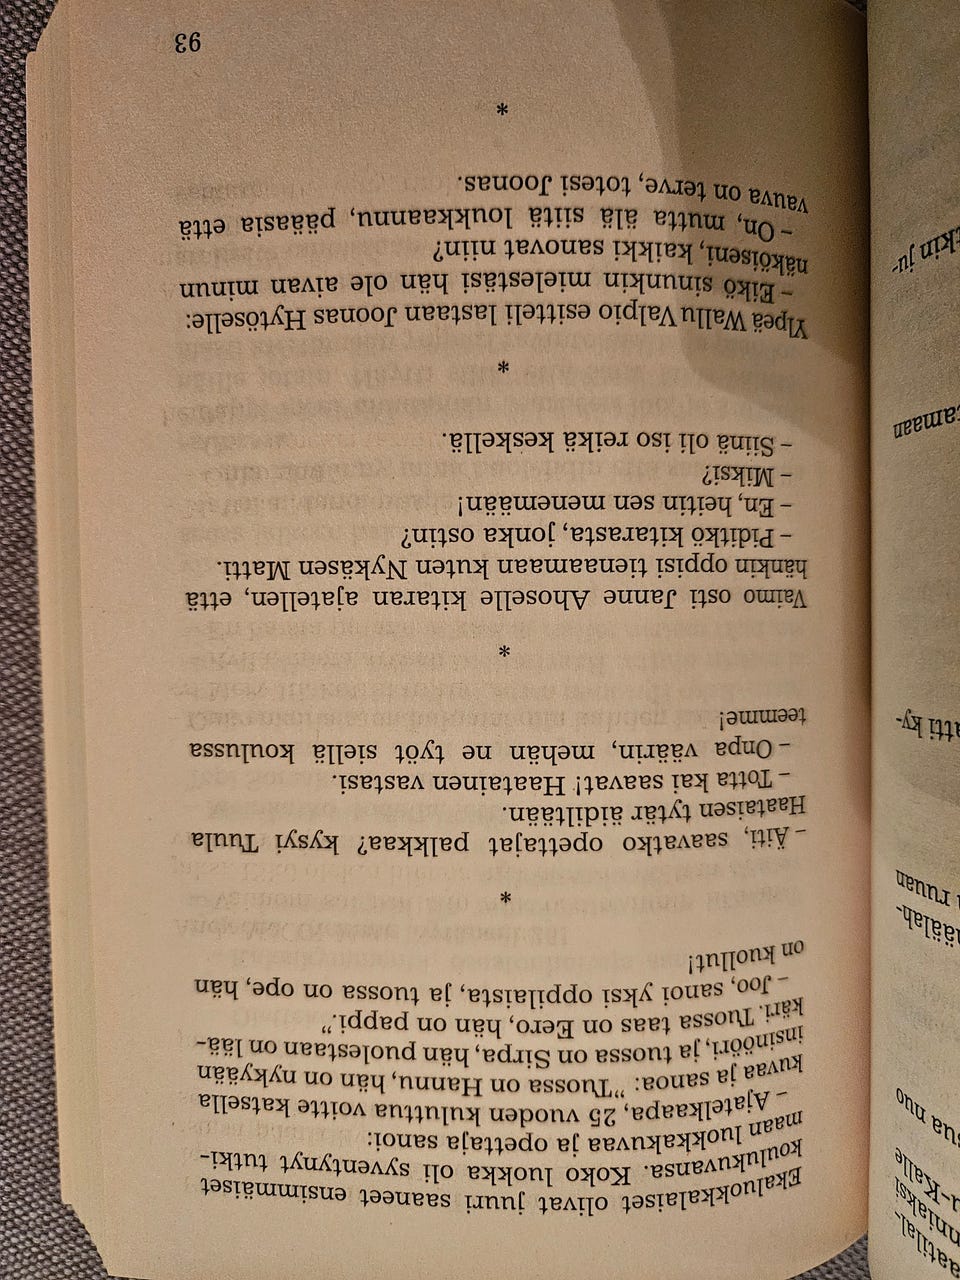 Ekaluokkalaiset olivat juuri saaneet ensimmäiset
koulukuvansa. Koko luokka oli syventynyt tutki-
maan luokkakuvaa ja opettaja sanoi:
– Ajatelkaapa, 25 vuoden kuluttua voitte katsella
kuvaa ja sanoa: ”Tuossa on Hannu, hän on nykyään
insinööri, ja tuossa on Sirpa, hän puolestaan on lää-
käri. Tuossa taas on Eero, hän on pappi.”
– Joo, sanoi yksi oppilaista, ja tuossa on ope, hän
on kuollut!
*
– Äiti, saavatko opettajat palkkaa? kysyi Tuula
Haataisen tytär äidiltään.
– Totta kai saavat! Haatainen vastasi.
– Onpa väärin, mehän ne työt siellä koulussa
teemme!
*
Vaimo osti Janne Ahoselle kitaran ajatellen, että
hänkin oppisi tienaamaan kuten Nykäsen Matti.
– Piditkö kitarasta, jonka ostin?
– En, heitin sen menemään!
– Miksi?
– Siinä oli iso reikä keskellä.
*
Ylpeä Wallu Valpio esitteli lastaan Joonas Hytöselle:
– Eikö sinunkin mielestäsi hän ole aivan minun
näköiseni, kaikki sanovat niin?
– On, mutta älä siitä loukkaannu, pääasia että
vauva on terve, totesi Joonas.
*
93